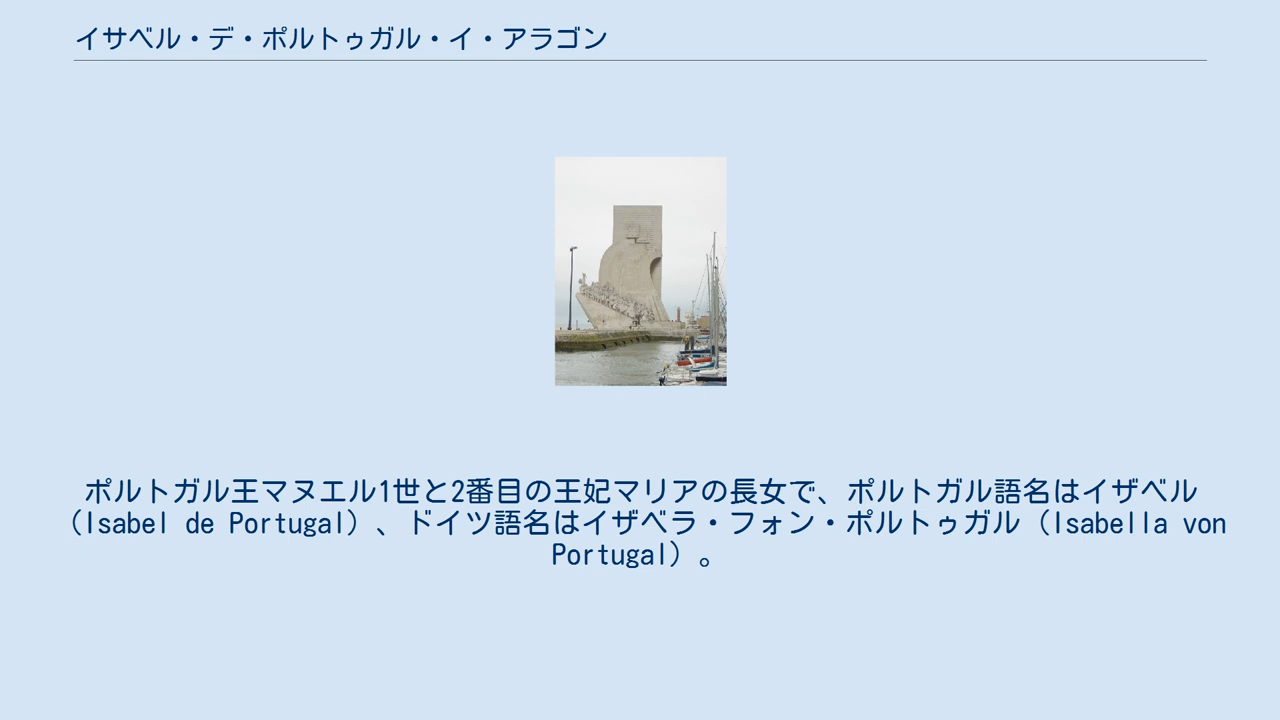 イサベル・デ・ポルトゥガル・イ・アラゴン
ポルトガル王マヌエル1世と2番目の王妃マリアの長女で、ポルトガル語名はイザベル
（Isabel de Portugal）、ドイツ語名はイザベラ・フォン・ポルトゥガル（Isabella von
Portugal）。